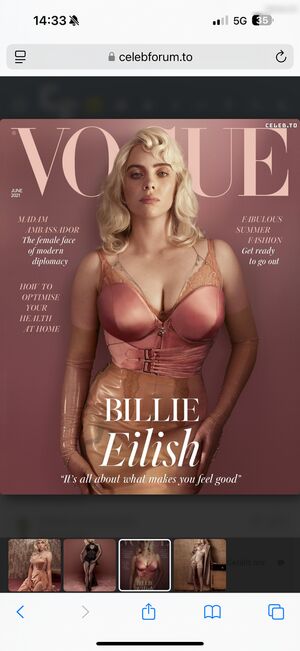 14:33
5G
35
celebforum.to
CELEB.TO
VOGUE
JUNE
2021
MADAM
AMBASSADOR
The female face
of modern
diplomacy
FABULOUS
SUMMER
FASHION
Get ready
to go out
HOW TO
OPTIMISE
YOUR
HEALTH
AT HOME
BILLIE
Eilish
“It's all about what makes you feel good”